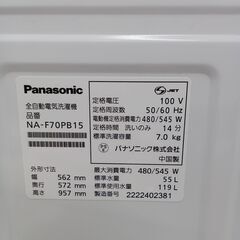 Panasonic
全自動電気洗濯機
品番
NA-F70PB15
外形寸法
幅 562 mm
奥行 572 mm
高さ 957 mm
JET
定格電圧 100 V
定格周波数 50/60 Hz
電動機定格消費電力 480/545 W
定格時間 洗いのみ 14 分
標準洗濯容量 7.0 kg
パナソニック株式会社
中国製
最大消費電力 480/545 W
標準水量 55 L
標準使用水量 119 L
製造番号 2222402381